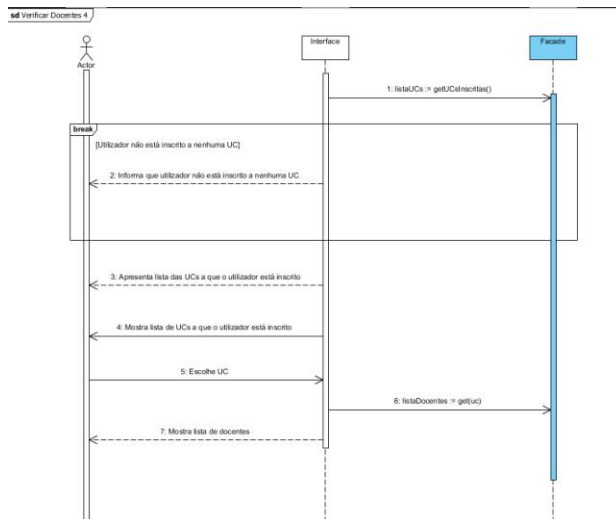 sd Verificar Docentes 4
Actor
Interface
Facade
1: listaUCs := getUCsInscritas()
break
[Utilizador não está inscrito a nenhuma UC]
2: Informa que utilizador não está inscrito a nenhuma UC
3: Apresenta lista das UCs a que o utilizador está inscrito
4: Mostra lista de UCs a que o utilizador está inscrito
5: Escolhe UC
6: listaDocentes := get(uc)
7: Mostra lista de docentes